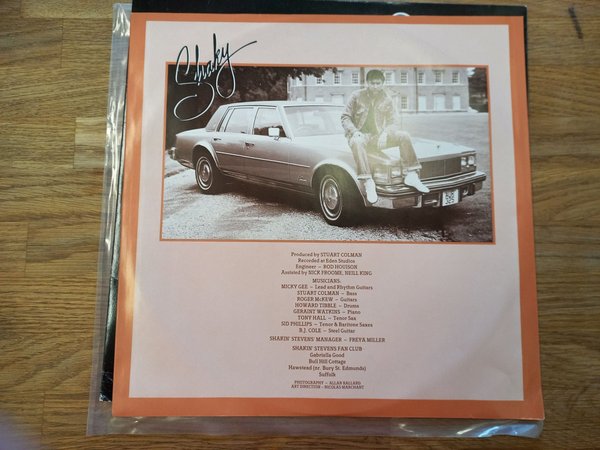 Shaky
Produced by STUART COLMAN
Recorded at Eden Studios
Engineer – ROD HOUISON
Assisted by NICK FROOME, NEILL KING
MUSICIANS:
MICKY GEE – Lead and Rhythm Guitars
STUART COLMAN – Bass
ROGER McKEW – Guitars
HOWARD TIBBLE – Drums
GERAINT WATKINS – Piano
TONY HALL – Tenor Sax
SID PHILLIPS – Tenor & Baritone Saxes
B.J. COLE – Steel Guitar
SHAKIN' STEVENS' MANAGER – FREYA MILLER
SHAKIN' STEVENS FAN CLUB
Gabriella Good
Bull Hill Cottage
Hawstead (nr. Bury St. Edmunds)
Suffolk
PHOTOGRAPHY – ALLAN BALLARD
ART DIRECTION – NICOLAS MARCHANT